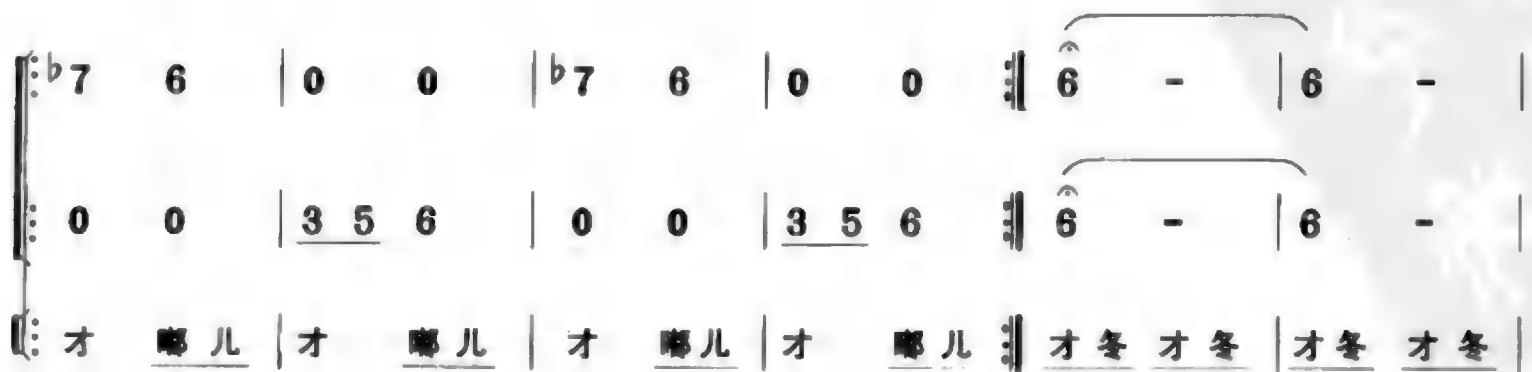 ♭7 6 | 0 0 | ♭7 6 | 0 0 :‖ 6 - | 6 - |
0 0 | 3 5 6 | 0 0 | 3 5 6 :‖ 6 - | 6 - |
才 嘟儿 | 才 嘟儿 | 才 嘟儿 | 才 嘟儿 :‖ 才冬 才冬 | 才冬 才冬 |